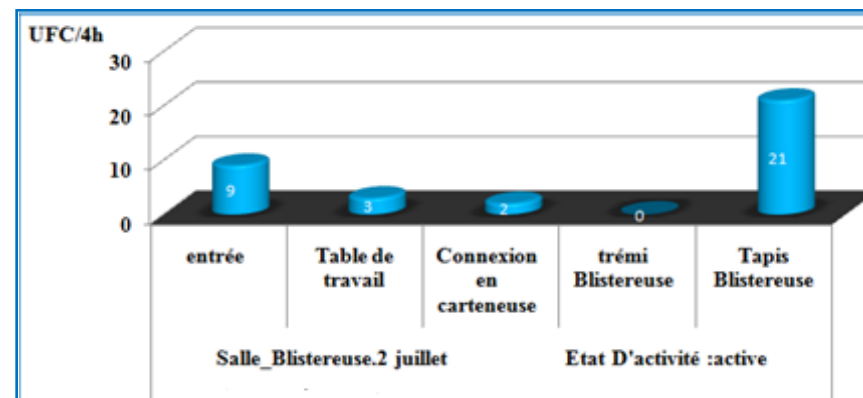 UFC/4h
30
20
10
0
9
3
2
0
21
entrée
Table de
travail
Connexion
en
carteneuse
trémi
Blistereuse
Tapis
Blistereuse
Salle_Blistereuse.2 juillet
Etat D'activité :active